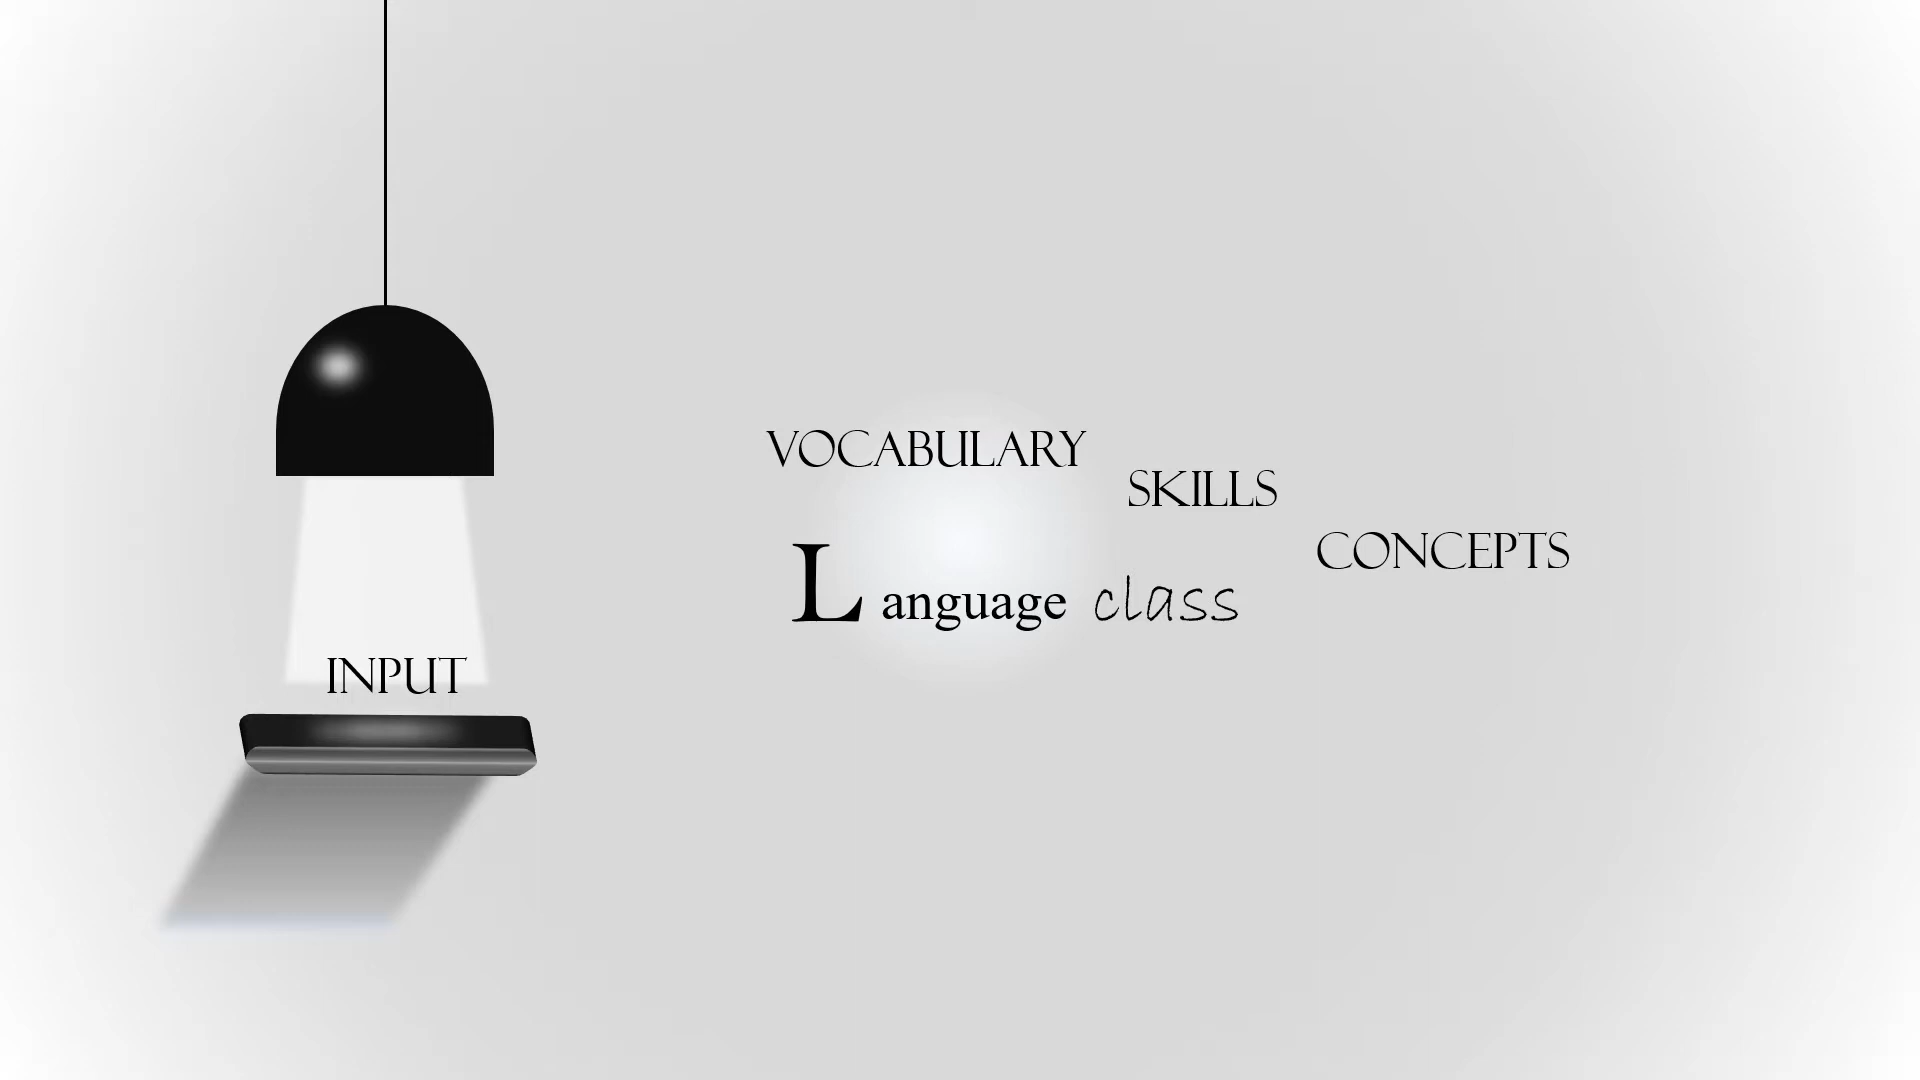 VOCABULARY
SKILLS
CONCEPTS
Language class
INPUT